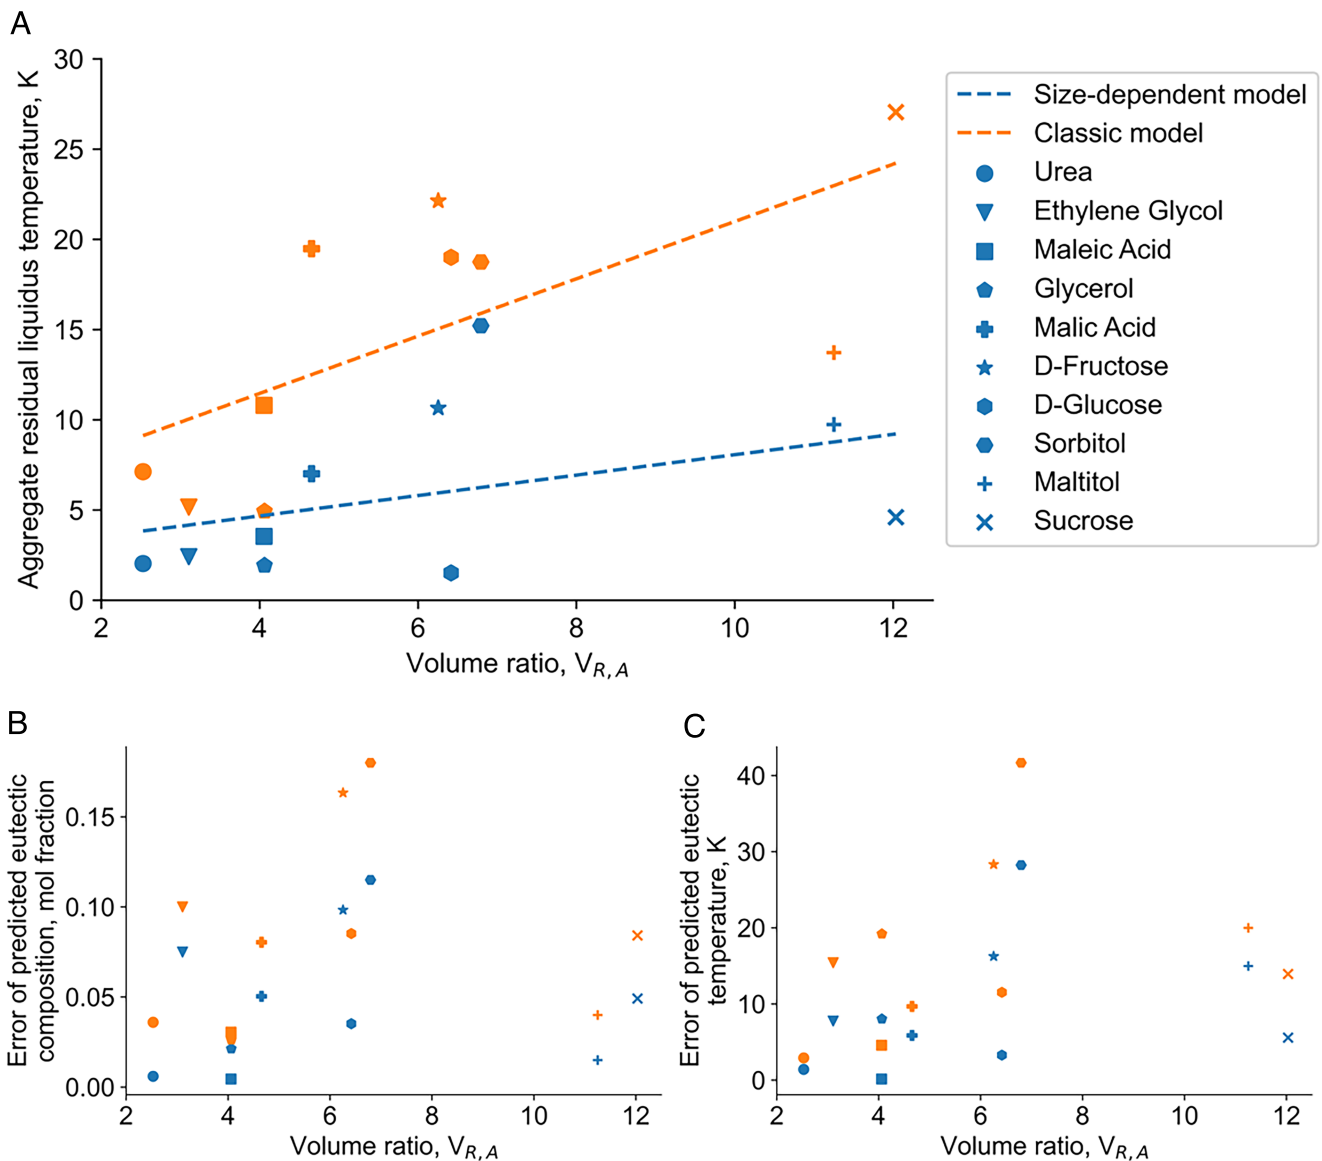 A
Aggregate residual liquidus temperature, K
30
25
20
15
10
5
0
2
4
6
8
10
12
Volume ratio, V_R, A
Size-dependent model
Classic model
Urea
Ethylene Glycol
Maleic Acid
Glycerol
Malic Acid
D-Fructose
D-Glucose
Sorbitol
Maltitol
Sucrose
B
Error of predicted eutectic
composition, mol fraction
0.15
0.10
0.05
0.00
2
4
6
8
10
12
Volume ratio, V_R, A
C
Error of predicted eutectic
temperature, K
40
30
20
10
0
2
4
6
8
10
12
Volume ratio, V_R, A